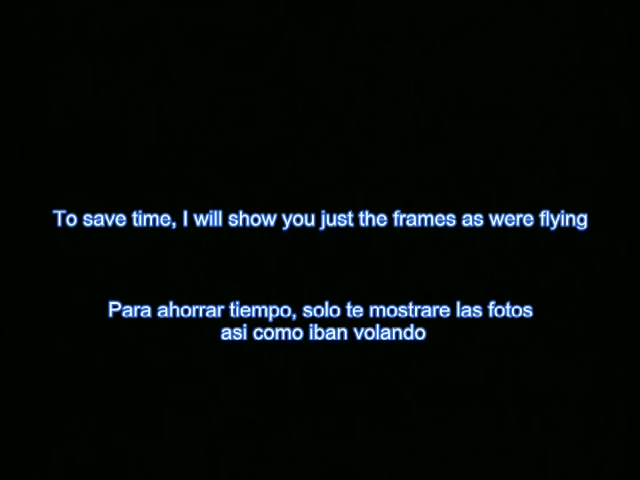 To save time, I will show you just the frames as were flying
Para ahorrar tiempo, solo te mostrare las fotos
asi como iban volando